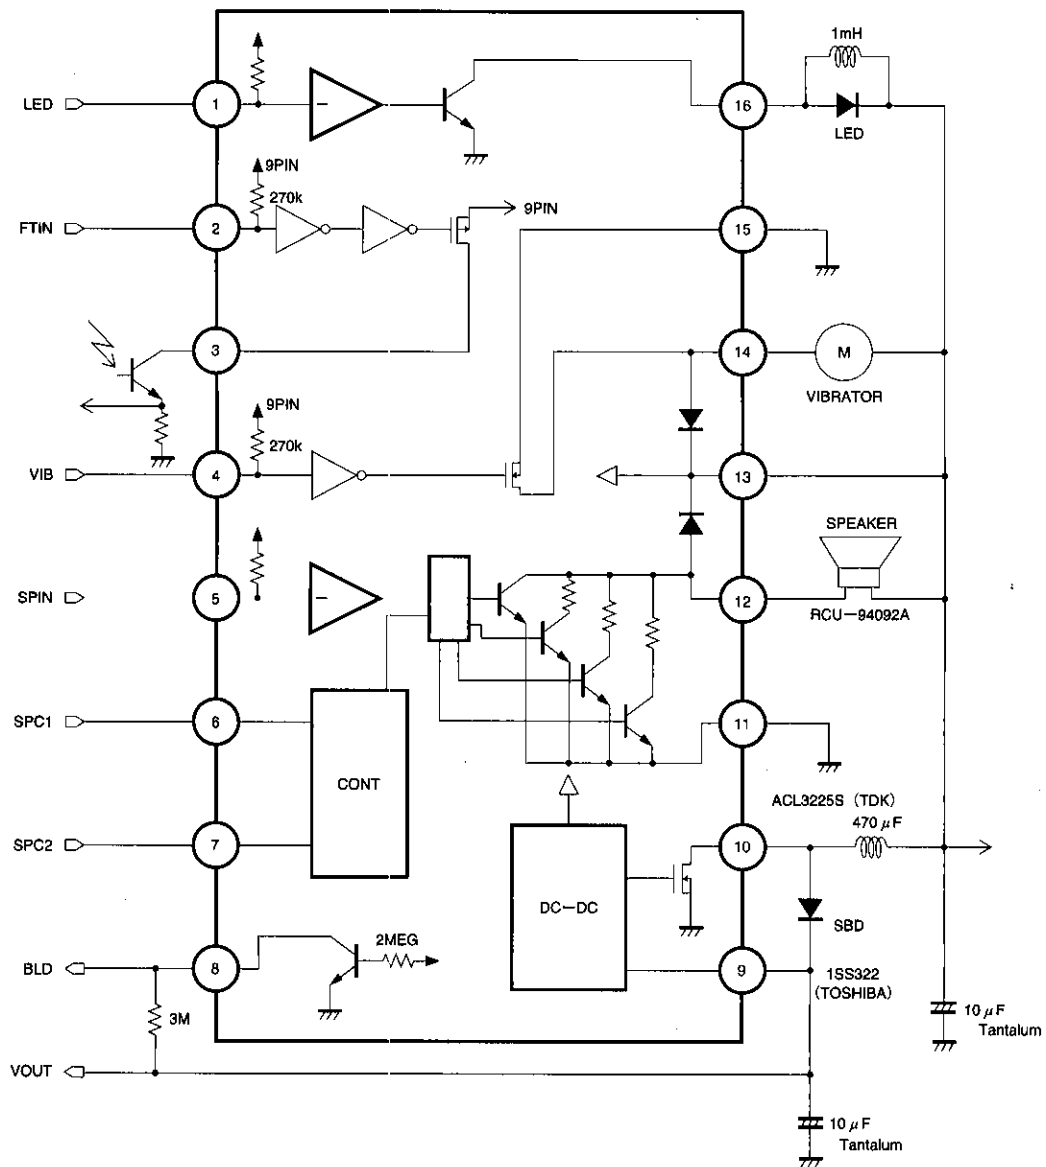 1mH
LED
1
16
LED
9PIN
270k
9PIN
FTIN
2
15
3
14
M
VIBRATOR
9PIN
270k
VIB
4
13
SPEAKER
SPIN
5
12
RCU-94092A
SPC1
6
11
CONT
ACL3225S (TDK)
470 μF
SPC2
7
10
DC-DC
SBD
2MEG
BLD
8
9
1SS322
(TOSHIBA)
3M
10 μF
Tantalum
VOUT
10 μF
Tantalum